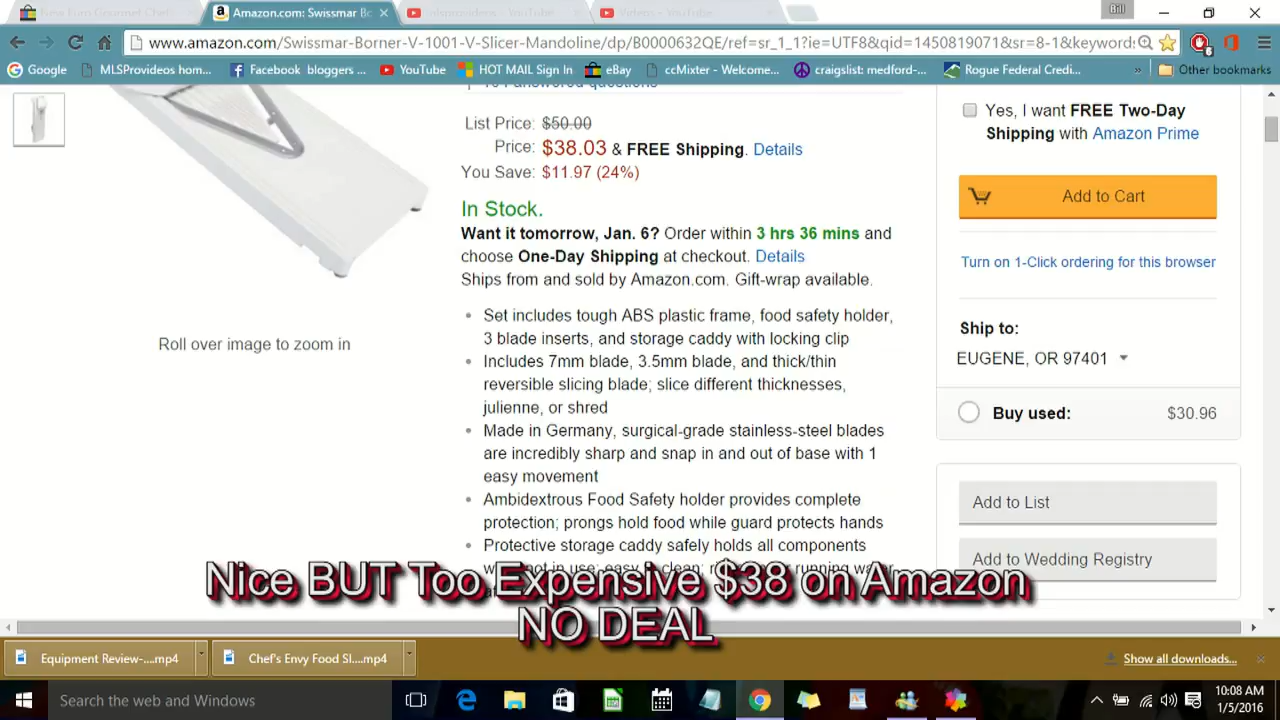 New Euro Gourmet Chef
Amazon.com: Swissmar Bo
YouTube
Videos - YouTube
Bill
www.amazon.com/Swissmar-Borner-V-1001-V-Slicer-Mandoline/dp/B0000632QE/ref=sr_1_1?ie=UTF8&qid=1450819071&sr=8-1&keyword:
6
Google
MLSProvideos hom...
Facebook bloggers ...
YouTube
HOT MAIL Sign In
eBay
ccMixter - Welcome...
craigslist: medford-...
Rogue Federal Credi...
»
Other bookmarks
answered questions
List Price: $50.00
Price: $38.03 & FREE Shipping. Details
You Save: $11.97 (24%)
In Stock.
Want it tomorrow, Jan. 6? Order within 3 hrs 36 mins and
choose One-Day Shipping at checkout. Details
Ships from and sold by Amazon.com. Gift-wrap available.
Roll over image to zoom in
• Set includes tough ABS plastic frame, food safety holder,
3 blade inserts, and storage caddy with locking clip
• Includes 7mm blade, 3.5mm blade, and thick/thin
reversible slicing blade; slice different thicknesses,
julienne, or shred
• Made in Germany, surgical-grade stainless-steel blades
are incredibly sharp and snap in and out of base with 1
easy movement
• Ambidextrous Food Safety holder provides complete
protection; prongs hold food while guard protects hands
• Protective storage caddy safely holds all components
Yes, I want FREE Two-Day
Shipping with Amazon Prime
Add to Cart
Turn on 1-Click ordering for this browser
Ship to:
EUGENE, OR 97401
Buy used: $30.96
Add to List
Add to Wedding Registry
Nice BUT Too Expensive $38 on Amazon
NO DEAL
Equipment Review-....mp4
Chef's Envy Food Sl....mp4
Show all downloads...
Search the web and Windows
10:08 AM
1/5/2016